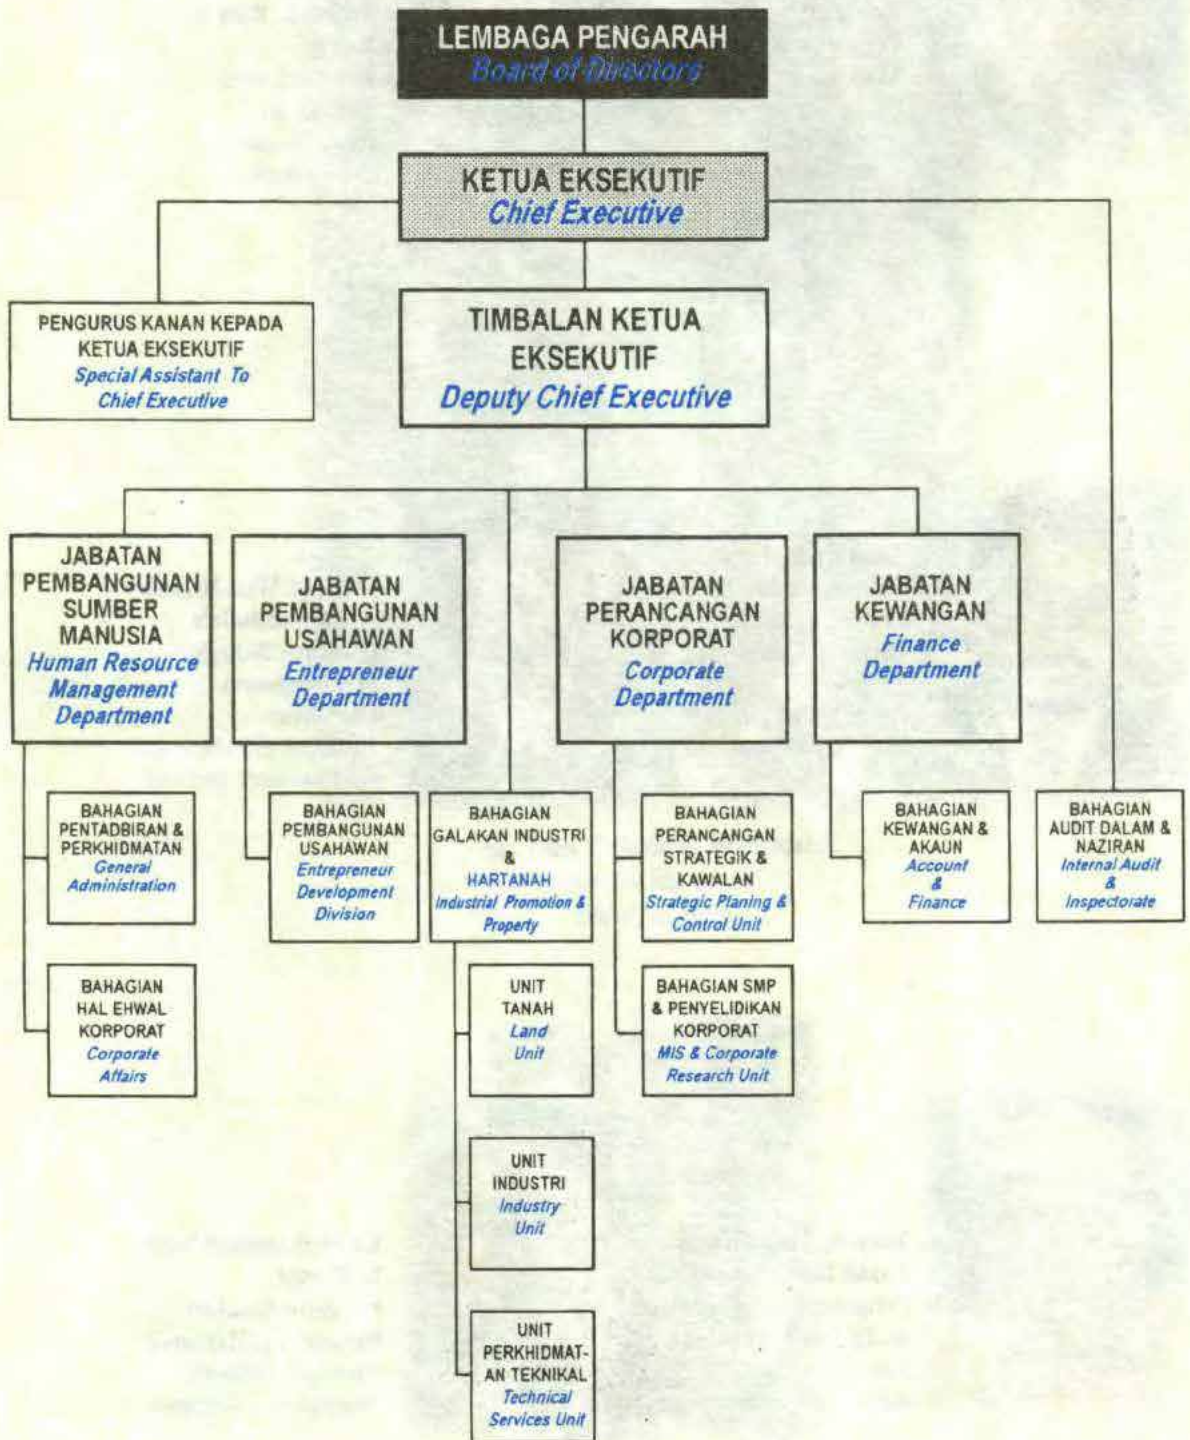 LEMBAGA PENGARAH
Board of Directors
KETUA EKSEKUTIF
Chief Executive
PENGURUS KANAN KEPADA
KETUA EKSEKUTIF
Special Assistant To
Chief Executive
TIMBALAN KETUA
EKSEKUTIF
Deputy Chief Executive
JABATAN
PEMBANGUNAN
SUMBER
MANUSIA
Human Resource
Management
Department
JABATAN
PEMBANGUNAN
USAHAWAN
Entrepreneur
Department
JABATAN
PERANCANGAN
KORPORAT
Corporate
Department
JABATAN
KEWANGAN
Finance
Department
BAHAGIAN
PENTADBIRAN &
PERKHIDMATAN
General
Administration
BAHAGIAN
PEMBANGUNAN
USAHAWAN
Entrepreneur
Development
Division
BAHAGIAN
GALAKAN INDUSTRI
&
HARTANAH
Industrial Promotion &
Property
BAHAGIAN
PERANCANGAN
STRATEGIK &
KAWALAN
Strategic Planing &
Control Unit
BAHAGIAN
KEWANGAN &
AKAUN
Account
&
Finance
BAHAGIAN
AUDIT DALAM &
NAZIRAN
Internal Audit
&
Inspectorate
BAHAGIAN
HAL EHWAL
KORPORAT
Corporate
Affairs
UNIT
TANAH
Land
Unit
BAHAGIAN SMP
& PENYELIDIKAN
KORPORAT
MIS & Corporate
Research Unit
UNIT
INDUSTRI
Industry
Unit
UNIT
PERKHIDMAT-
AN TEKNIKAL
Technical
Services Unit